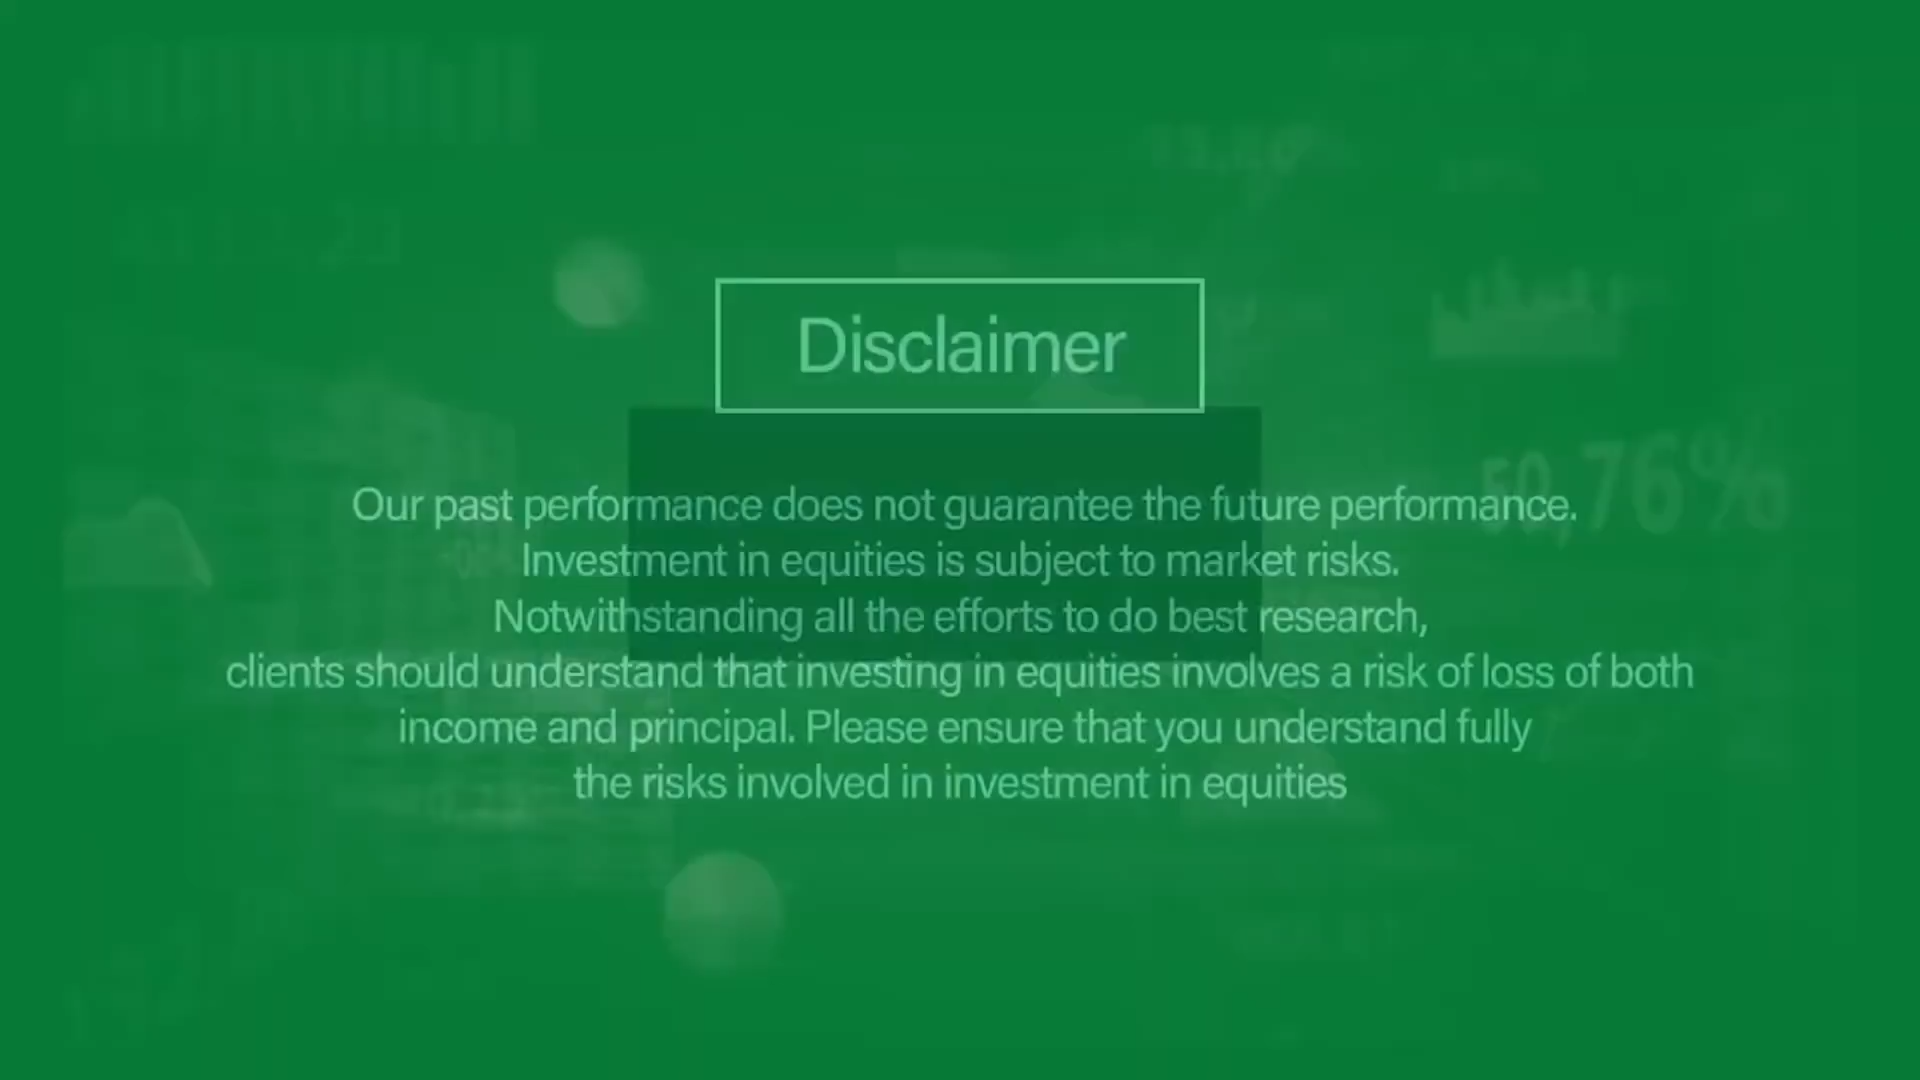 Disclaimer
Our past performance does not guarantee the future performance.
Investment in equities is subject to market risks.
Notwithstanding all the efforts to do best research,
clients should understand that investing in equities involves a risk of loss of both
income and principal. Please ensure that you understand fully
the risks involved in investment in equities
50,76%